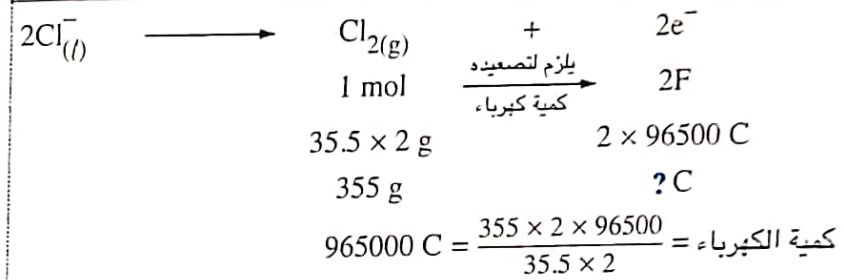 2Cl⁻(l) ⟶ Cl₂(g) + 2e⁻
1 mol يلزم لتصعيده كمية كهرباء 2F
35.5 × 2 g 2 × 96500 C
355 g ? C
كمية الكهرباء = \frac{355 × 2 × 96500}{35.5 × 2} = 965000 C